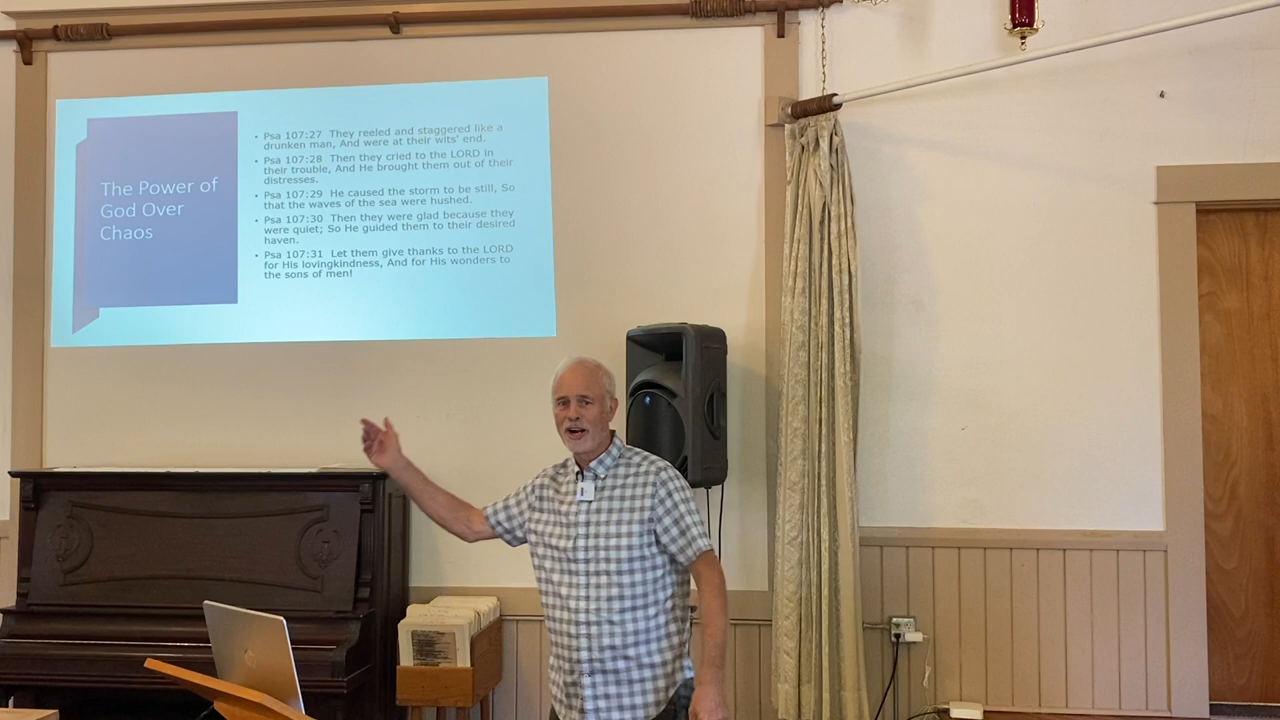 The Power of
God Over
Chaos
• Psa 107:27 They reeled and staggered like a
drunken man, And were at their wits' end.
• Psa 107:28 Then they cried to the LORD in
their trouble, And He brought them out of their
distresses.
• Psa 107:29 He caused the storm to be still, So
that the waves of the sea were hushed.
• Psa 107:30 Then they were glad because they
were quiet; So He guided them to their desired
haven.
• Psa 107:31 Let them give thanks to the LORD
for His lovingkindness, And for His wonders to
the sons of men!